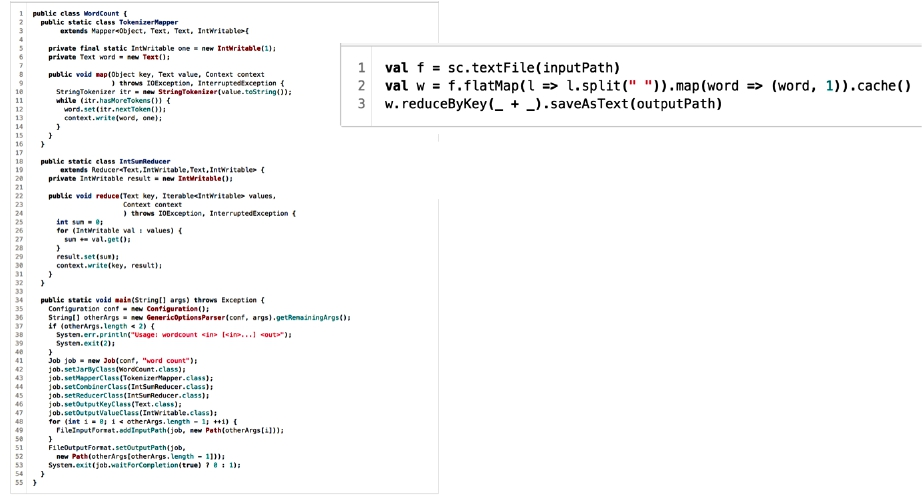 1 public class WordCount {
2 public static class TokenizerMapper
3 extends Mapper<Object, Text, Text, IntWritable>{
4
5 private final static IntWritable one = new IntWritable(1);
6 private Text word = new Text();
7
8 public void map(Object key, Text value, Context context
9 ) throws IOException, InterruptedException {
10 StringTokenizer itr = new StringTokenizer(value.toString());
11 while (itr.hasMoreTokens()) {
12 word.set(itr.nextToken());
13 context.write(word, one);
14 }
15 }
16 }
17
18 public static class IntSumReducer
19 extends Reducer<Text,IntWritable,Text,IntWritable> {
20 private IntWritable result = new IntWritable();
21
22 public void reduce(Text key, Iterable<IntWritable> values,
23 Context context
24 ) throws IOException, InterruptedException {
25 int sum = 0;
26 for (IntWritable val : values) {
27 sum += val.get();
28 }
29 result.set(sum);
30 context.write(key, result);
31 }
32 }
33
34 public static void main(String[] args) throws Exception {
35 Configuration conf = new Configuration();
36 String[] otherArgs = new GenericOptionsParser(conf, args).getRemainingArgs();
37 if (otherArgs.length < 2) {
38 System.err.println("Usage: wordcount <in> [<in>...] <out>");
39 System.exit(2);
40 }
41 Job job = new Job(conf, "word count");
42 job.setJarByClass(WordCount.class);
43 job.setMapperClass(TokenizerMapper.class);
44 job.setCombinerClass(IntSumReducer.class);
45 job.setReducerClass(IntSumReducer.class);
46 job.setOutputKeyClass(Text.class);
47 job.setOutputValueClass(IntWritable.class);
48 for (int i = 0; i < otherArgs.length - 1; ++i) {
49 FileInputFormat.addInputPath(job, new Path(otherArgs[i]));
50 }
51 FileOutputFormat.setOutputPath(job,
52 new Path(otherArgs[otherArgs.length - 1]));
53 System.exit(job.waitForCompletion(true) ? 0 : 1);
54 }
55 }
1 val f = sc.textFile(inputPath)
2 val w = f.flatMap(l => l.split(" ")).map(word => (word, 1)).cache()
3 w.reduceByKey(_ + _).saveAsText(outputPath)